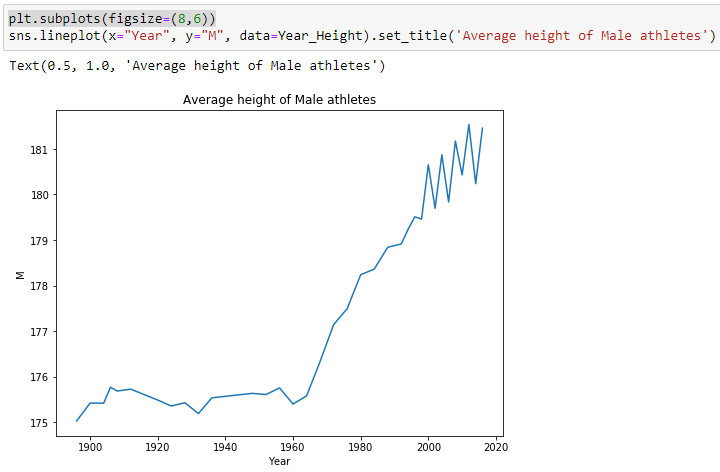 plt.subplots(figsize=(8,6))
sns.lineplot(x="Year", y="M", data=Year_Height).set_title('Average height of Male athletes')
Text(0.5, 1.0, 'Average height of Male athletes')
Average height of Male athletes
181
180
179
178
177
176
175
M
1900 1920 1940 1960 1980 2000 2020
Year